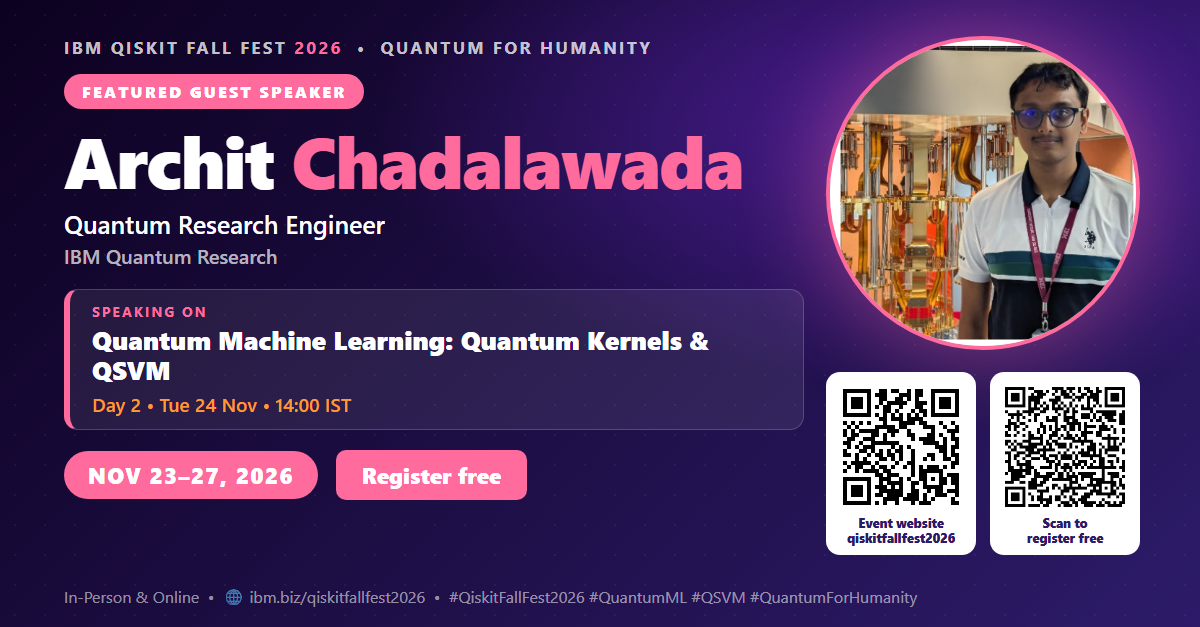 IBM QISKIT FALL FEST 2026 • QUANTUM FOR HUMANITY
FEATURED GUEST SPEAKER
Archit Chadalawada
Quantum Research Engineer
IBM Quantum Research
SPEAKING ON
Quantum Machine Learning: Quantum Kernels &
QSVM
Day 2 • Tue 24 Nov • 14:00 IST
NOV 23–27, 2026
Register free
Event website
qiskitfallfest2026
Scan to
register free
In-Person & Online • 🌐 ibm.biz/qiskitfallfest2026 • #QiskitFallFest2026 #QuantumML #QSVM #QuantumForHumanity